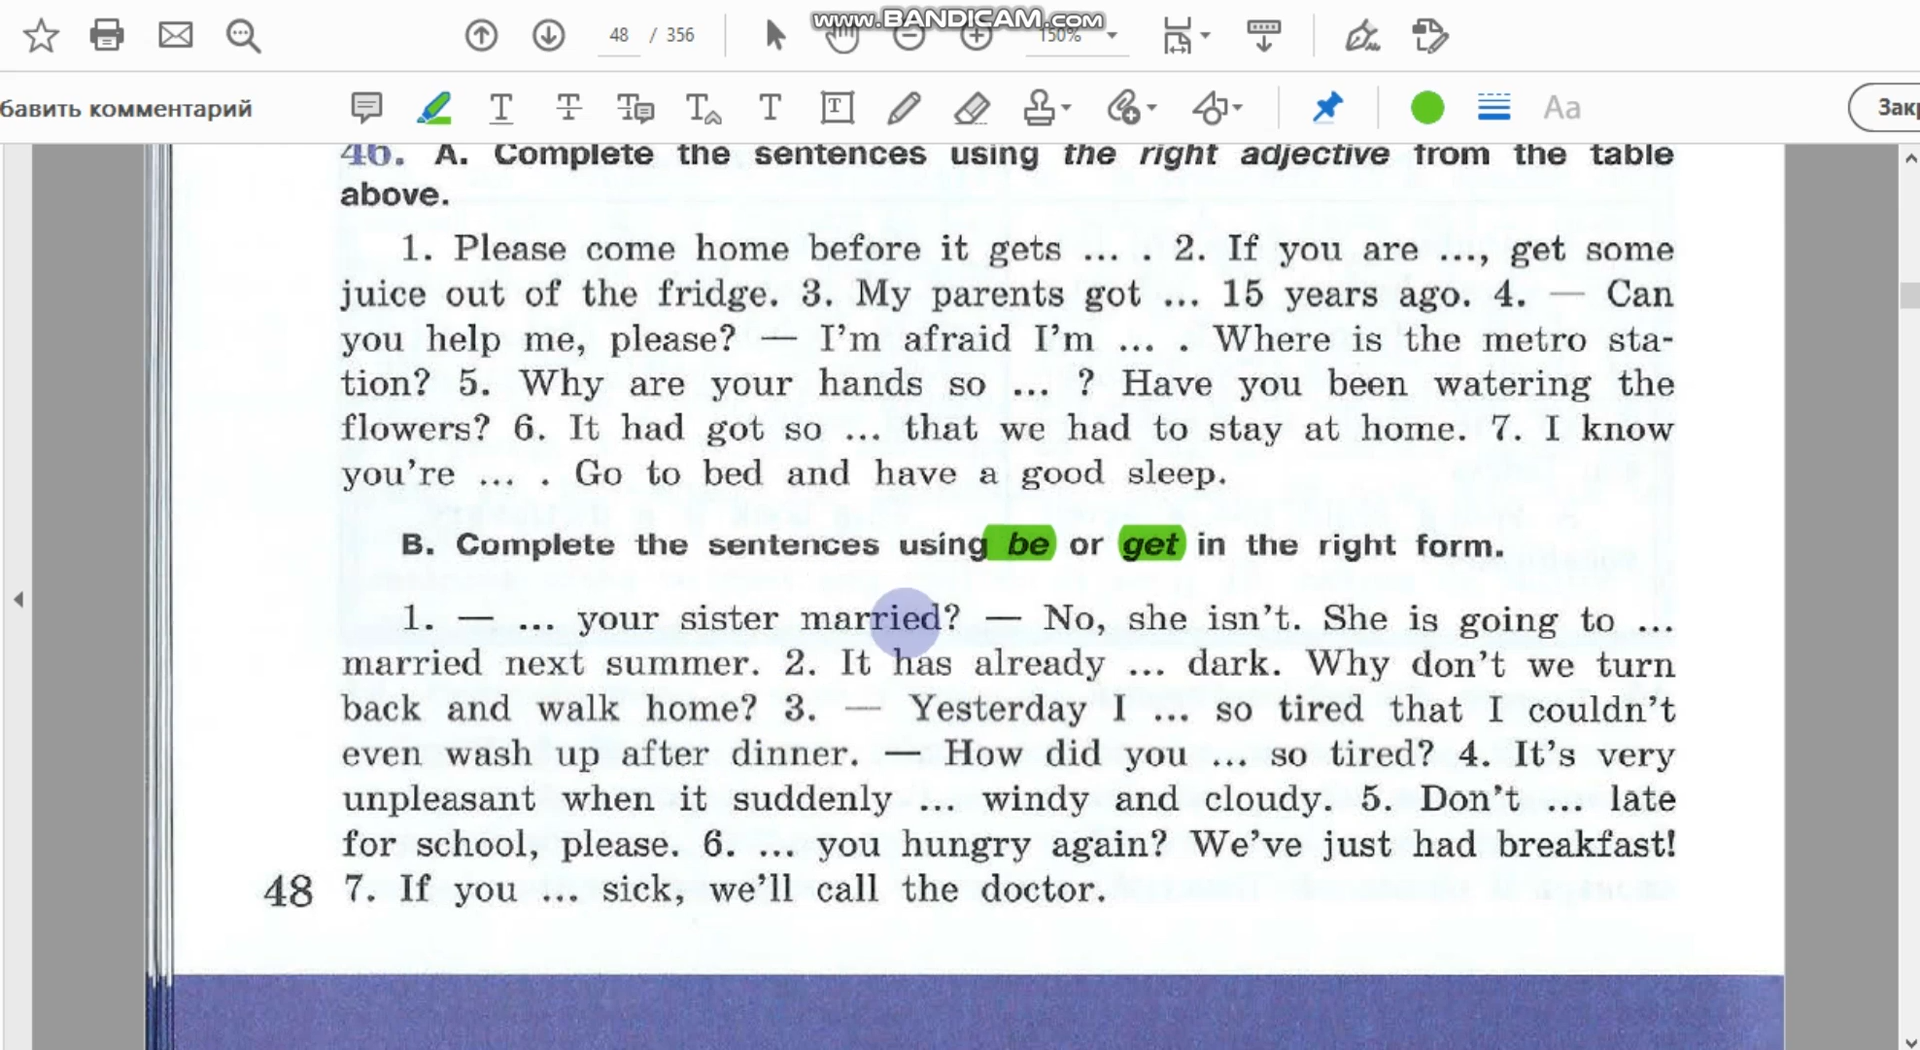 www.BANDICAM.com
48 / 356
150%
бавить комментарий
Aa
Закр
46. A. Complete the sentences using the right adjective from the table
above.
1. Please come home before it gets ... . 2. If you are ..., get some
juice out of the fridge. 3. My parents got ... 15 years ago. 4. — Can
you help me, please? — I'm afraid I'm ... . Where is the metro sta-
tion? 5. Why are your hands so ... ? Have you been watering the
flowers? 6. It had got so ... that we had to stay at home. 7. I know
you're ... . Go to bed and have a good sleep.
B. Complete the sentences using be or get in the right form.
1. — ... your sister married? — No, she isn't. She is going to ...
married next summer. 2. It has already ... dark. Why don't we turn
back and walk home? 3. — Yesterday I ... so tired that I couldn't
even wash up after dinner. — How did you ... so tired? 4. It's very
unpleasant when it suddenly ... windy and cloudy. 5. Don't ... late
for school, please. 6. ... you hungry again? We've just had breakfast!
48 7. If you ... sick, we'll call the doctor.